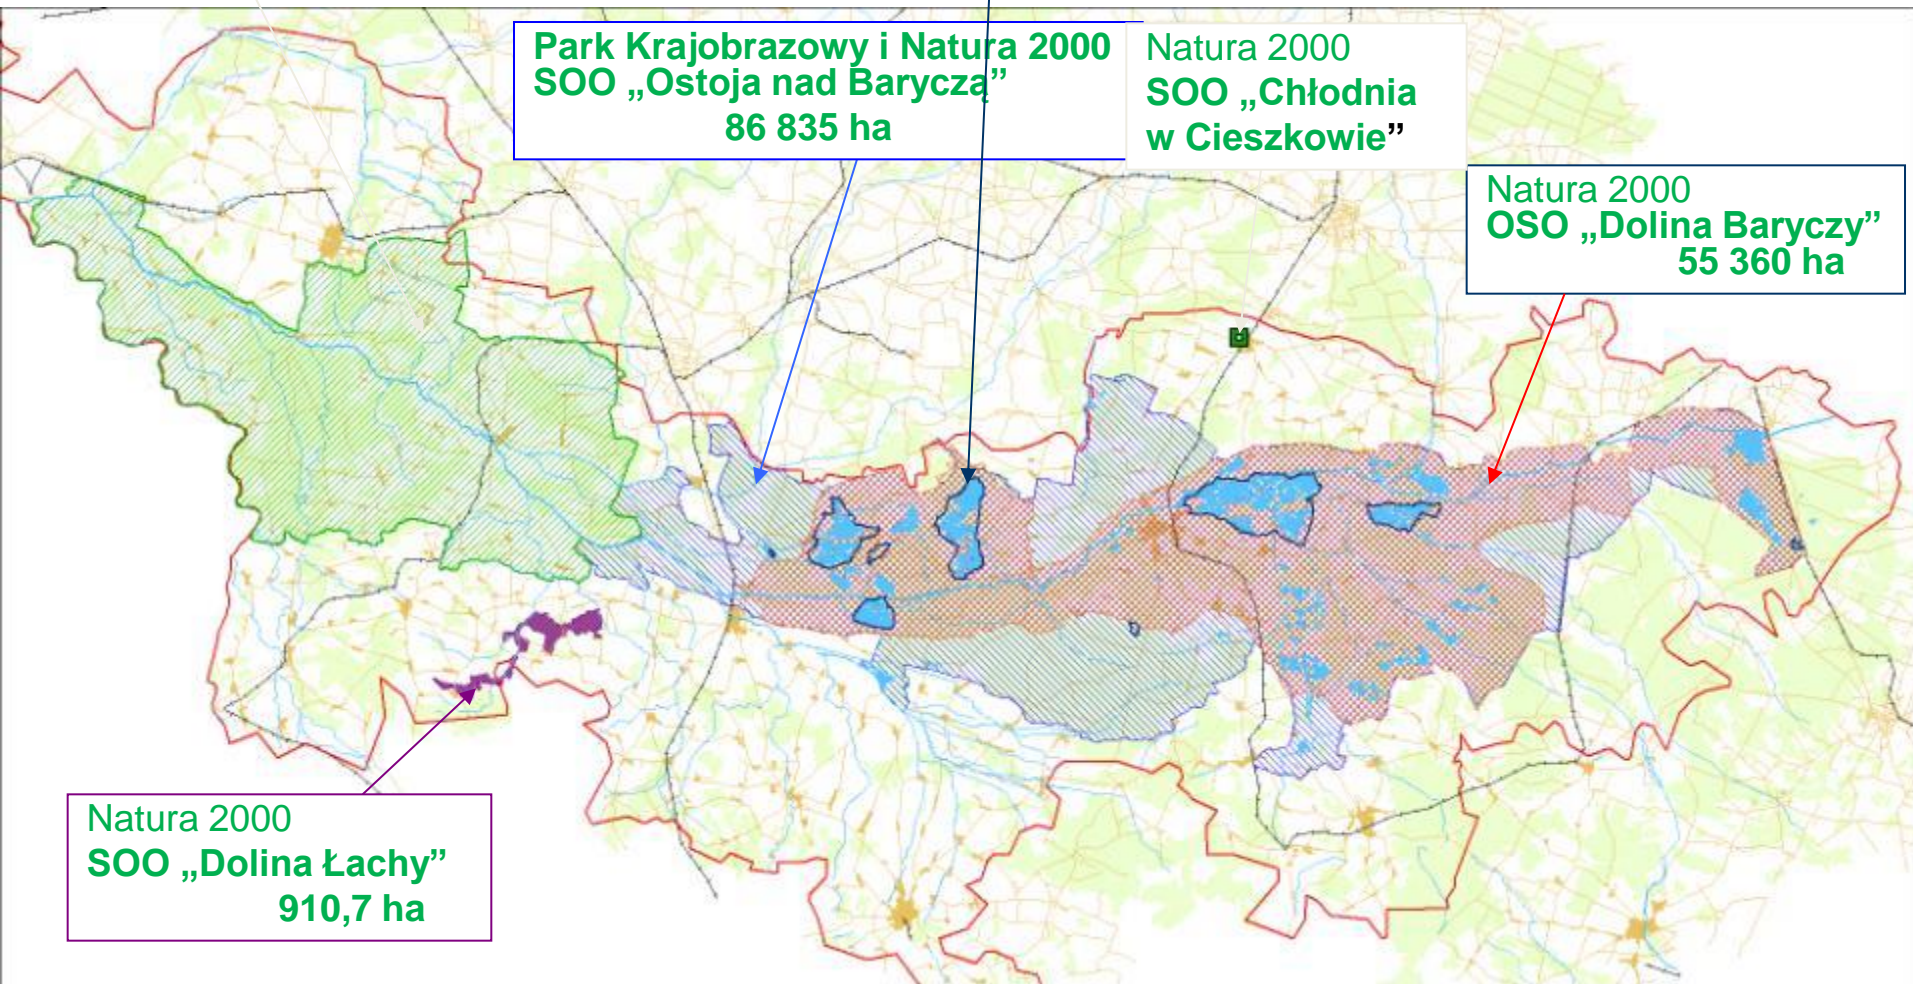 Park Krajobrazowy i Natura 2000
SOO „Ostoja nad Baryczą”
86 835 ha
Natura 2000
SOO „Chłodnia
w Cieszkowie”
Natura 2000
OSO „Dolina Baryczy”
55 360 ha
Natura 2000
SOO „Dolina Łachy”
910,7 ha